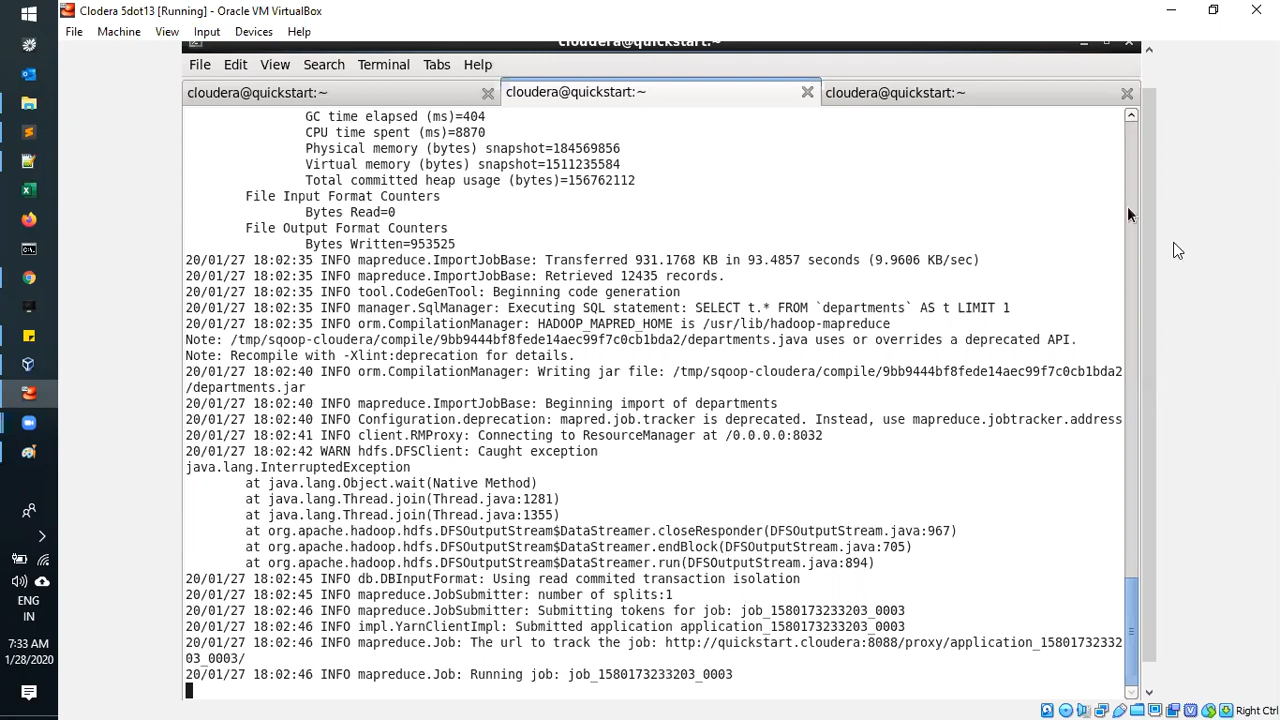 Clodera 5dot13 [Running] - Oracle VM VirtualBox
File Machine View Input Devices Help
cloudera@quickstart:~
File Edit View Search Terminal Tabs Help
cloudera@quickstart:~ cloudera@quickstart:~ cloudera@quickstart:~
GC time elapsed (ms)=404
CPU time spent (ms)=8870
Physical memory (bytes) snapshot=184569856
Virtual memory (bytes) snapshot=1511235584
Total committed heap usage (bytes)=156762112
File Input Format Counters
Bytes Read=0
File Output Format Counters
Bytes Written=953525
20/01/27 18:02:35 INFO mapreduce.ImportJobBase: Transferred 931.1768 KB in 93.4857 seconds (9.9606 KB/sec)
20/01/27 18:02:35 INFO mapreduce.ImportJobBase: Retrieved 12435 records.
20/01/27 18:02:35 INFO tool.CodeGenTool: Beginning code generation
20/01/27 18:02:35 INFO manager.SqlManager: Executing SQL statement: SELECT t.* FROM `departments` AS t LIMIT 1
20/01/27 18:02:35 INFO orm.CompilationManager: HADOOP_MAPRED_HOME is /usr/lib/hadoop-mapreduce
Note: /tmp/sqoop-cloudera/compile/9bb9444bf8fede14aec99f7c0cb1bda2/departments.java uses or overrides a deprecated API.
Note: Recompile with -Xlint:deprecation for details.
20/01/27 18:02:40 INFO orm.CompilationManager: Writing jar file: /tmp/sqoop-cloudera/compile/9bb9444bf8fede14aec99f7c0cb1bda2
/departments.jar
20/01/27 18:02:40 INFO mapreduce.ImportJobBase: Beginning import of departments
20/01/27 18:02:40 INFO Configuration.deprecation: mapred.job.tracker is deprecated. Instead, use mapreduce.jobtracker.address
20/01/27 18:02:41 INFO client.RMProxy: Connecting to ResourceManager at /0.0.0.0:8032
20/01/27 18:02:42 WARN hdfs.DFSClient: Caught exception
java.lang.InterruptedException
at java.lang.Object.wait(Native Method)
at java.lang.Thread.join(Thread.java:1281)
at java.lang.Thread.join(Thread.java:1355)
at org.apache.hadoop.hdfs.DFSOutputStream$DataStreamer.closeResponder(DFSOutputStream.java:967)
at org.apache.hadoop.hdfs.DFSOutputStream$DataStreamer.endBlock(DFSOutputStream.java:705)
at org.apache.hadoop.hdfs.DFSOutputStream$DataStreamer.run(DFSOutputStream.java:894)
20/01/27 18:02:45 INFO db.DBInputFormat: Using read commited transaction isolation
20/01/27 18:02:45 INFO mapreduce.JobSubmitter: number of splits:1
20/01/27 18:02:46 INFO mapreduce.JobSubmitter: Submitting tokens for job: job_1580173233203_0003
20/01/27 18:02:46 INFO impl.YarnClientImpl: Submitted application application_1580173233203_0003
20/01/27 18:02:46 INFO mapreduce.Job: The url to track the job: http://quickstart.cloudera:8088/proxy/application_15801732332
03_0003/
20/01/27 18:02:46 INFO mapreduce.Job: Running job: job_1580173233203_0003
ENG
IN
7:33 AM
1/28/2020
Right Ctrl